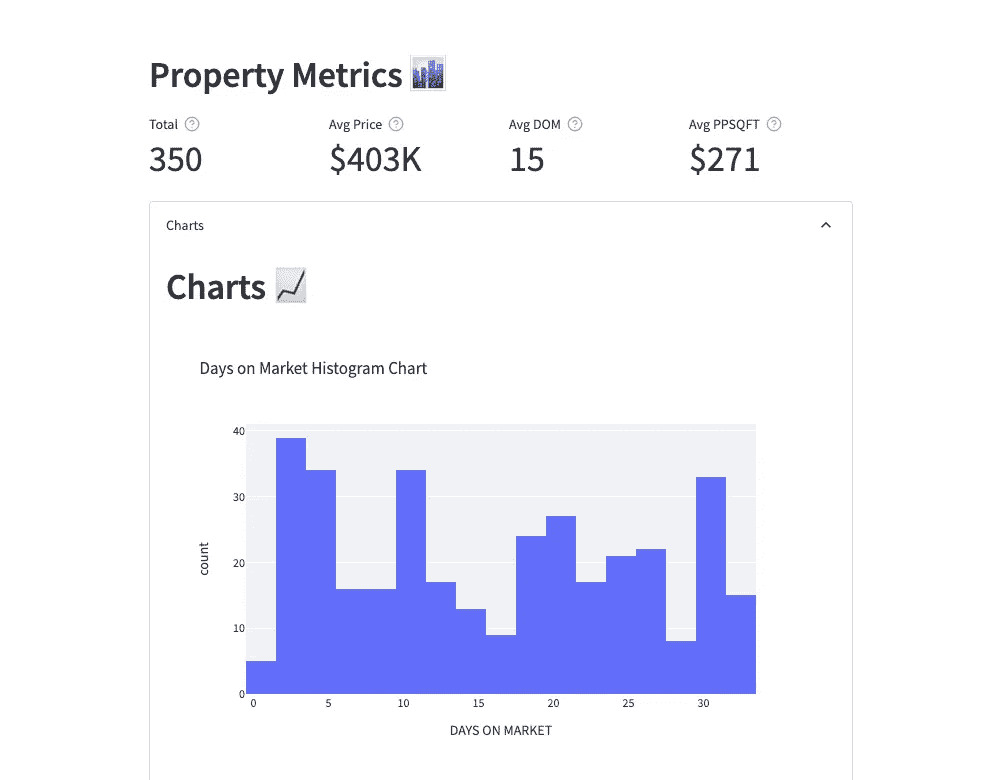 Property Metrics
Total Avg Price Avg DOM Avg PPSQFT
350 $403K 15 $271
Charts
Charts
Days on Market Histogram Chart
40
30
20
10
0
count
0 5 10 15 20 25 30
DAYS ON MARKET